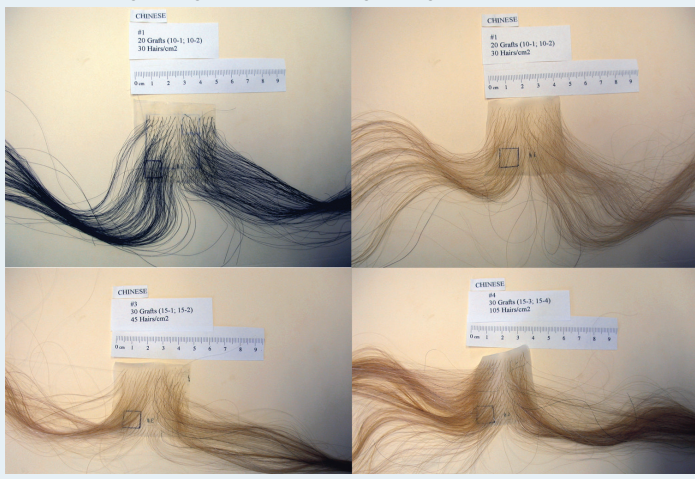 CHINESE
#1
20 Grafts (10-1; 10-2)
30 Hairs/cm2
0 cm 1 2 3 4 5 6 7 8 9
CHINESE
#1
20 Grafts (10-1; 10-2)
30 Hairs/cm2
0 cm 1 2 3 4 5 6 7 8 9
CHINESE
#3
30 Grafts (15-1; 15-2)
45 Hairs/cm2
0 cm 1 2 3 4 5 6 7 8 9
CHINESE
#4
30 Grafts (15-3; 15-4)
105 Hairs/cm2
0 cm 1 2 3 4 5 6 7 8 9